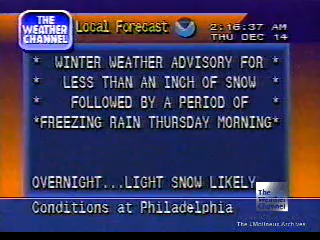 THE
WEATHER
CHANNEL
Local Forecast
2:16:37 AM
THU DEC 14
* WINTER WEATHER ADVISORY FOR *
* LESS THAN AN INCH OF SNOW *
* FOLLOWED BY A PERIOD OF *
*FREEZING RAIN THURSDAY MORNING*
OVERNIGHT...LIGHT SNOW LIKELY
The
Weather
Channel
Conditions at Philadelphia
The LMolineux Archives